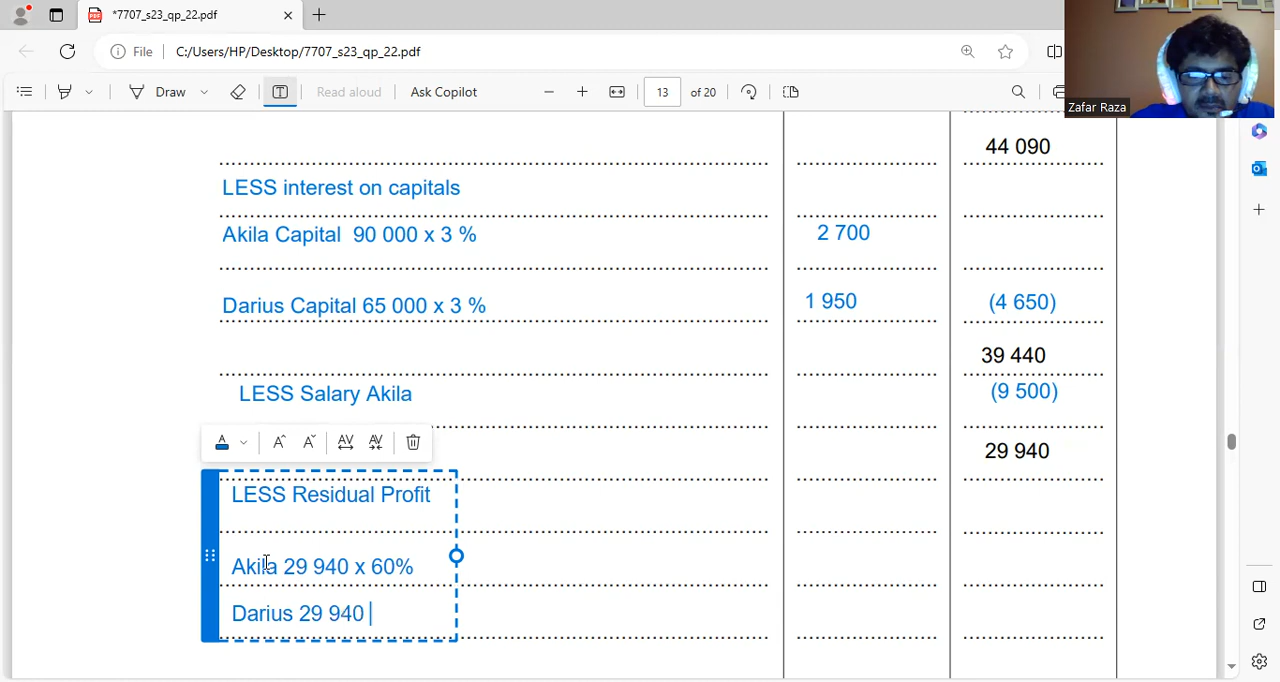 *7707_s23_qp_22.pdf
File C:/Users/HP/Desktop/7707_s23_qp_22.pdf
Draw Read aloud Ask Copilot 13 of 20
Zafar Raza
44 090
LESS interest on capitals
Akila Capital 90 000 x 3 % 2 700
Darius Capital 65 000 x 3 % 1 950 (4 650)
39 440
LESS Salary Akila (9 500)
29 940
LESS Residual Profit
Akila 29 940 x 60%
Darius 29 940